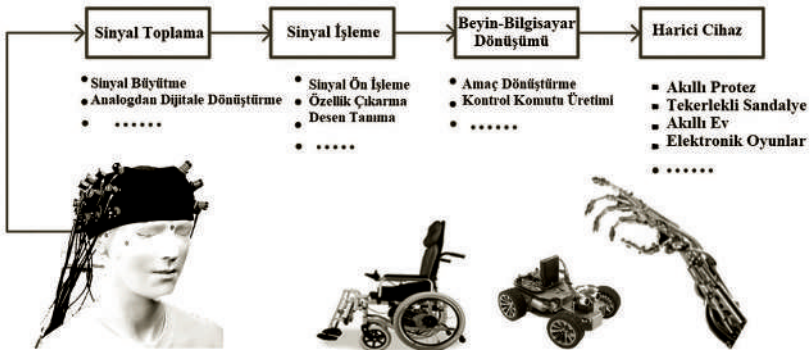 Sinyal Toplama
Sinyal İşleme
Beyin-Bilgisayar
Dönüşümü
Harici Cihaz
Sinyal Büyütme
Analogdan Dijitale Dönüştürme
Sinyal Ön İşleme
Özellik Çıkarma
Desen Tanıma
Amaç Dönüştürme
Kontrol Komutu Üretimi
Akıllı Protez
Tekerlekli Sandalye
Akıllı Ev
Elektronik Oyunlar